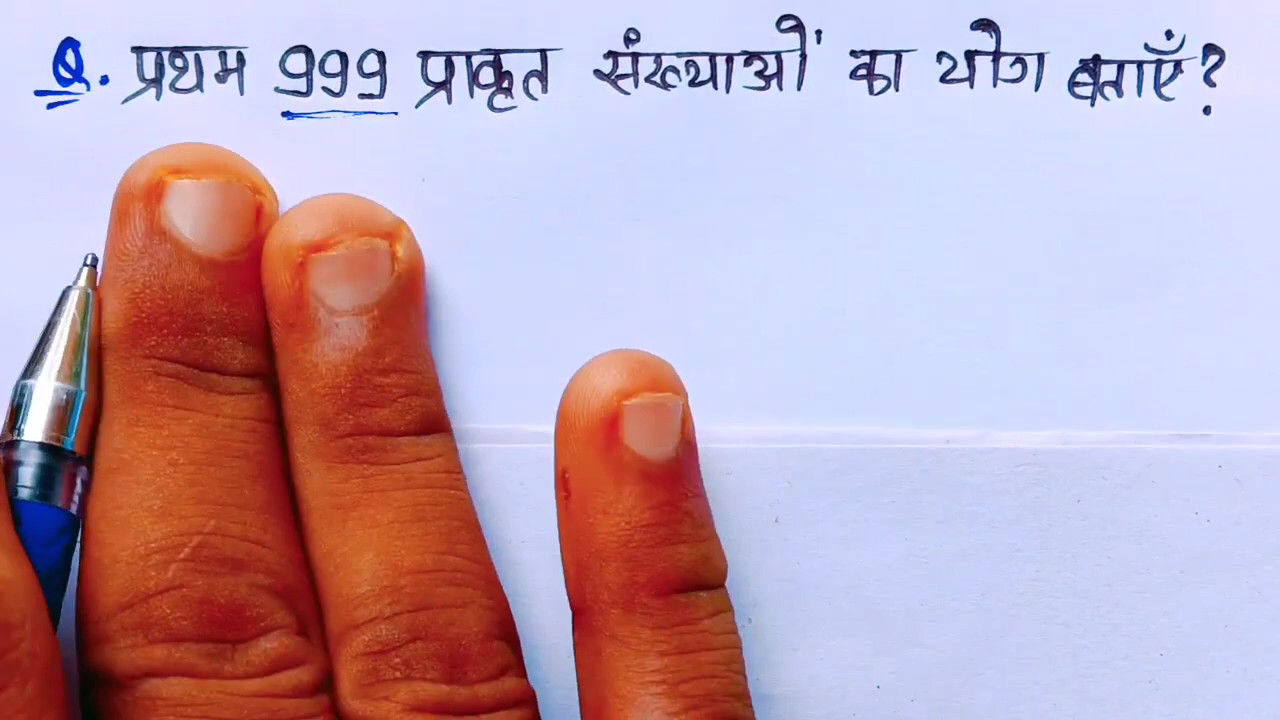 Q. प्रथम 999 प्राकृत संख्याओं का योग बताएँ?